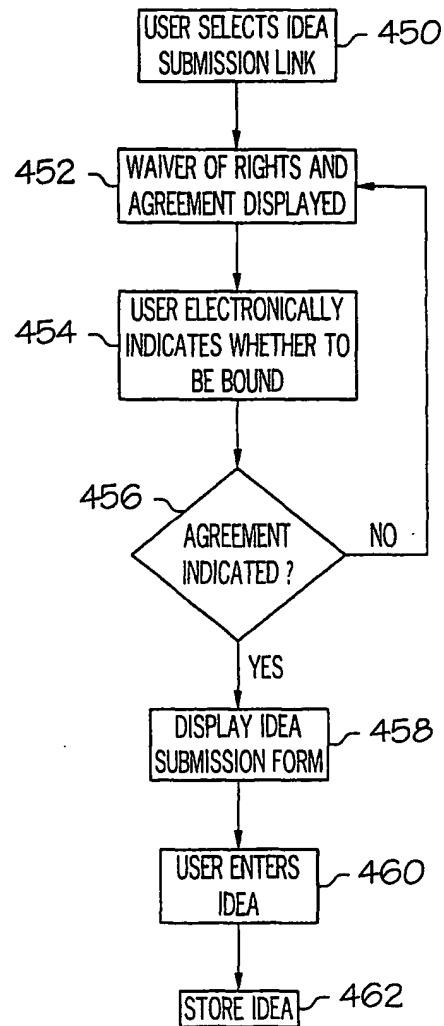 USER SELECTS IDEA
SUBMISSION LINK
450
452
WAIVER OF RIGHTS AND
AGREEMENT DISPLAYED
454
USER ELECTRONICALLY
INDICATES WHETHER TO
BE BOUND
456
AGREEMENT
INDICATED ?
NO
YES
DISPLAY IDEA
SUBMISSION FORM
458
USER ENTERS
IDEA
460
STORE IDEA
462